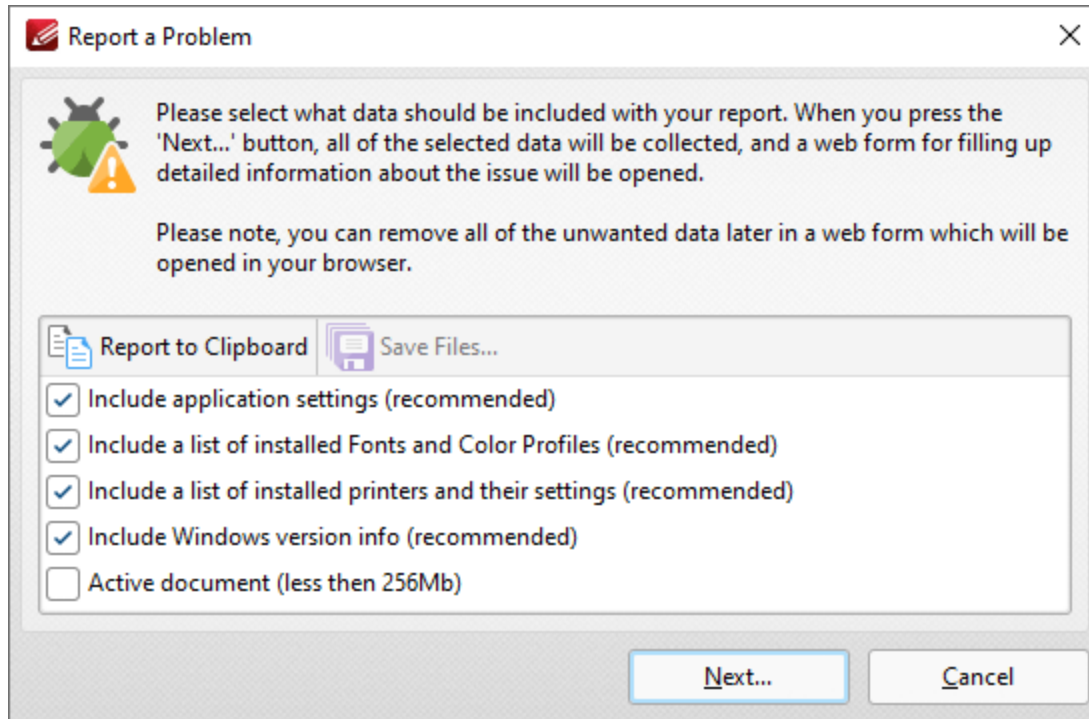 Report a Problem
Please select what data should be included with your report. When you press the
'Next...' button, all of the selected data will be collected, and a web form for filling up
detailed information about the issue will be opened.
Please note, you can remove all of the unwanted data later in a web form which will be
opened in your browser.
Report to Clipboard
Save Files...
Include application settings (recommended)
Include a list of installed Fonts and Color Profiles (recommended)
Include a list of installed printers and their settings (recommended)
Include Windows version info (recommended)
Active document (less then 256Mb)
Next...
Cancel